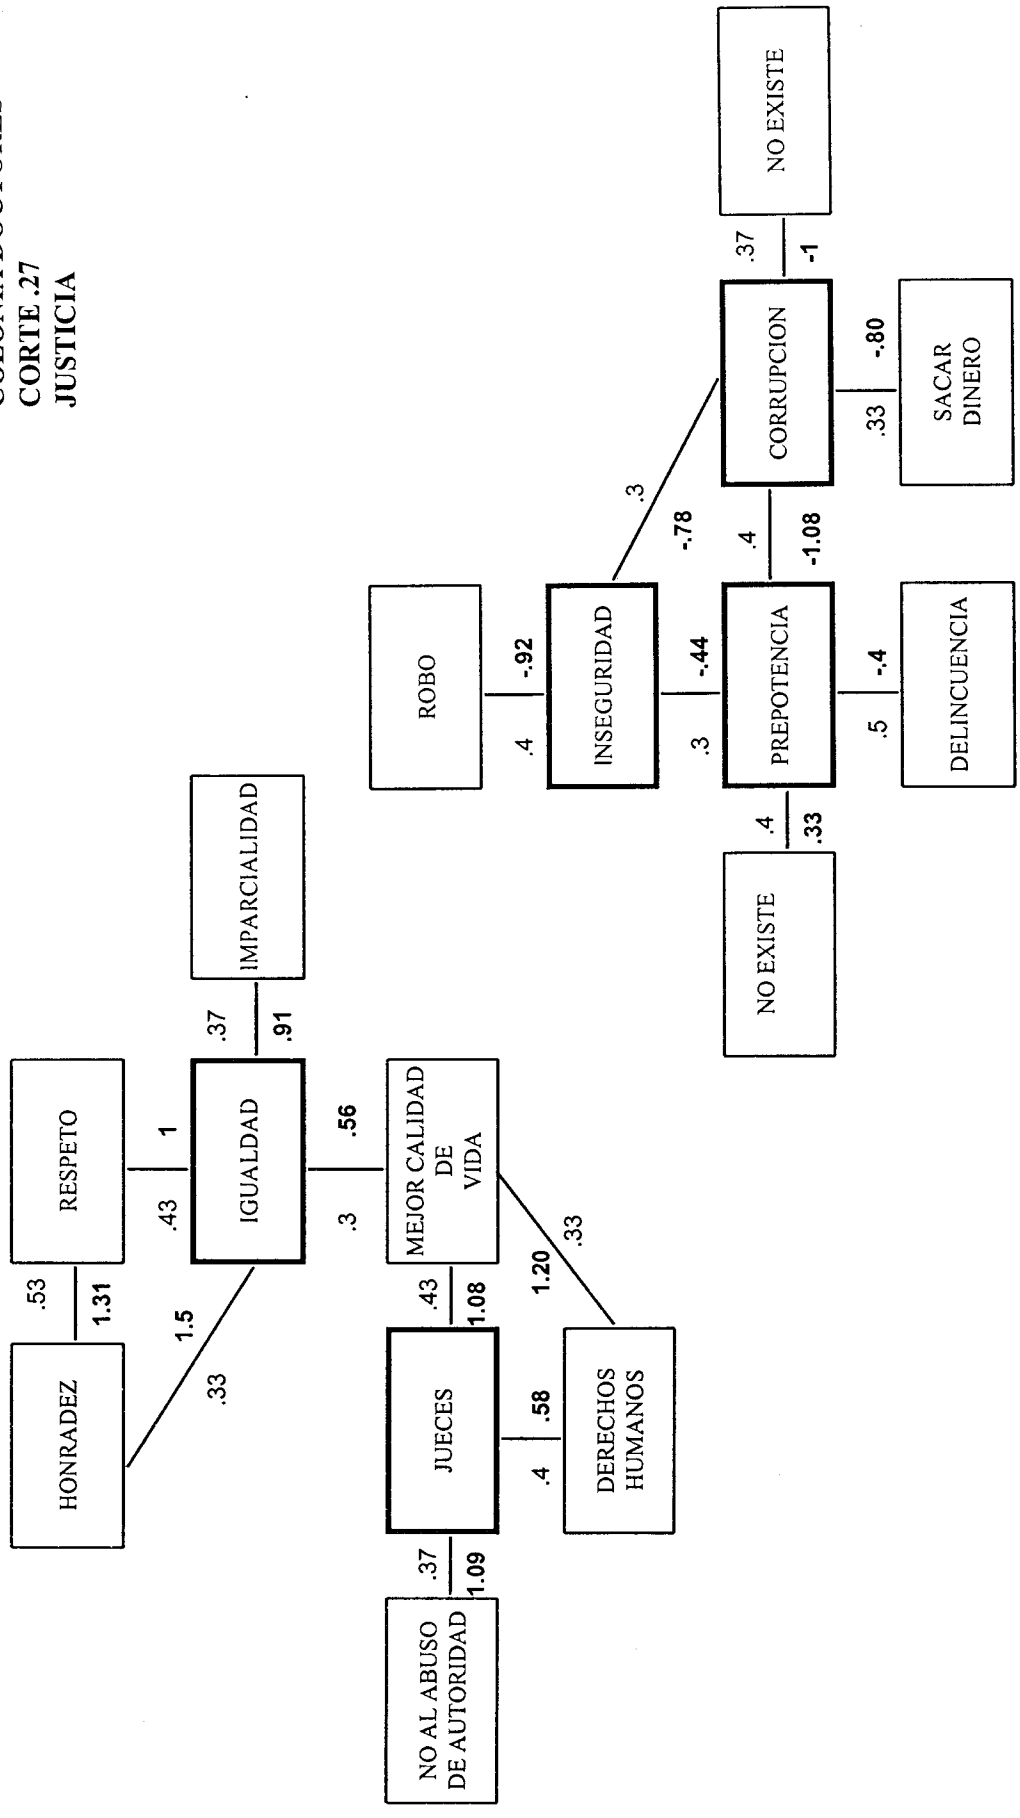 CORTE .27
JUSTICIA
HONRADEZ
.53
1.31
RESPETO
1.5
.33
.43
1
IGUALDAD
.37
.91
IMPARCIALIDAD
.3
.56
NO AL ABUSO
DE AUTORIDAD
.37
1.09
JUECES
.43
1.08
MEJOR CALIDAD
DE
VIDA
.4
.58
1.20
.33
DERECHOS
HUMANOS
ROBO
.4
-.92
INSEGURIDAD
.3
-.78
.3
-.44
NO EXISTE
.4
.33
PREPOTENCIA
.4
-1.08
CORRUPCION
.37
-1
NO EXISTE
.5
-.4
.33
-.80
DELINCUENCIA
SACAR
DINERO